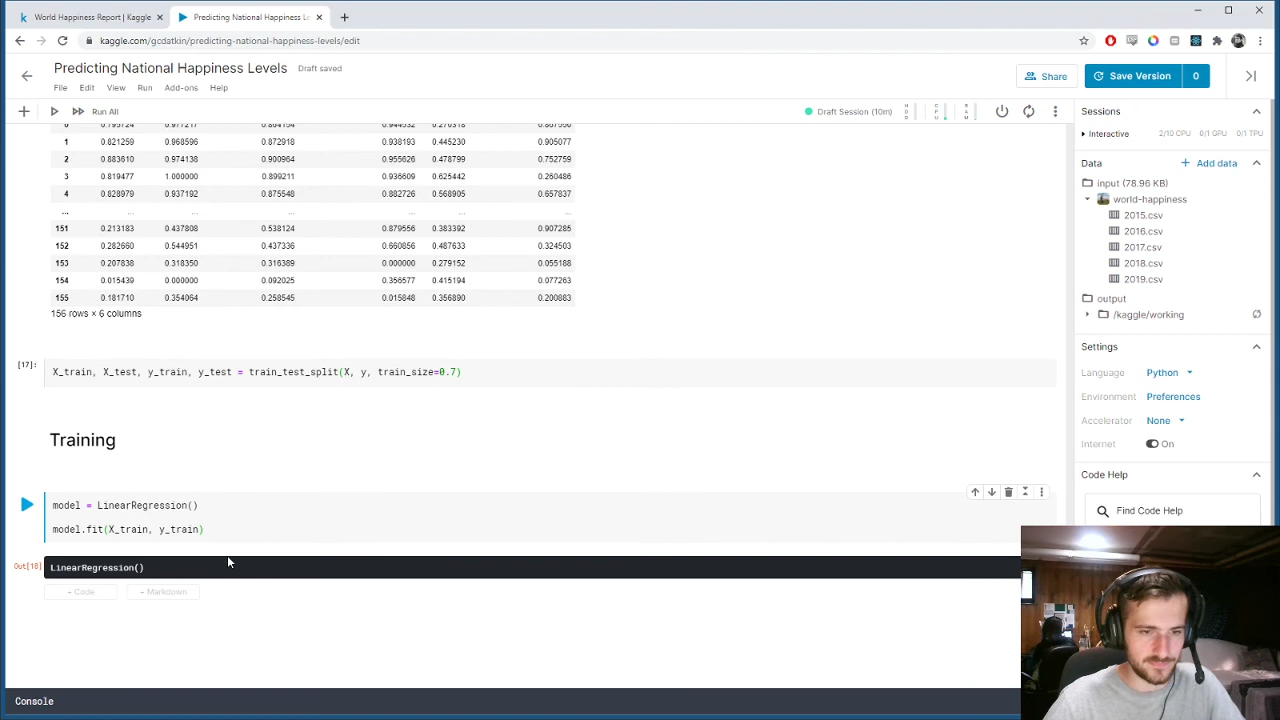 World Happiness Report | Kaggle
Predicting National Happiness Le
kaggle.com/gcdatkin/predicting-national-happiness-levels/edit
Predicting National Happiness Levels
Draft saved
File Edit View Run Add-ons Help
Share
Save Version 0
Run All
Draft Session (10m)
1 0.821259 0.968596 0.872918 0.938193 0.445230 0.905077
2 0.883610 0.974138 0.900964 0.955626 0.478799 0.752759
3 0.819477 1.000000 0.899211 0.936609 0.625442 0.260486
4 0.828979 0.937192 0.875548 0.882726 0.568905 0.657837
... ... ... ... ... ... ...
151 0.213183 0.437808 0.538124 0.879556 0.383392 0.907285
152 0.282660 0.544951 0.437336 0.660856 0.487633 0.324503
153 0.207838 0.318350 0.316389 0.000000 0.279152 0.055188
154 0.015439 0.000000 0.092025 0.356577 0.415194 0.077263
155 0.181710 0.354064 0.258545 0.015848 0.356890 0.200883
156 rows × 6 columns
[17]:
X_train, X_test, y_train, y_test = train_test_split(X, y, train_size=0.7)
Training
model = LinearRegression()
model.fit(X_train, y_train)
Out[18]
LinearRegression()
+ Code
+ Markdown
Console
Sessions
Interactive 2/10 CPU 0/1 GPU 0/1 TPU
Data
+ Add data
input (78.96 KB)
world-happiness
2015.csv
2016.csv
2017.csv
2018.csv
2019.csv
output
/kaggle/working
Settings
Language Python
Environment Preferences
Accelerator None
Internet On
Code Help
Find Code Help